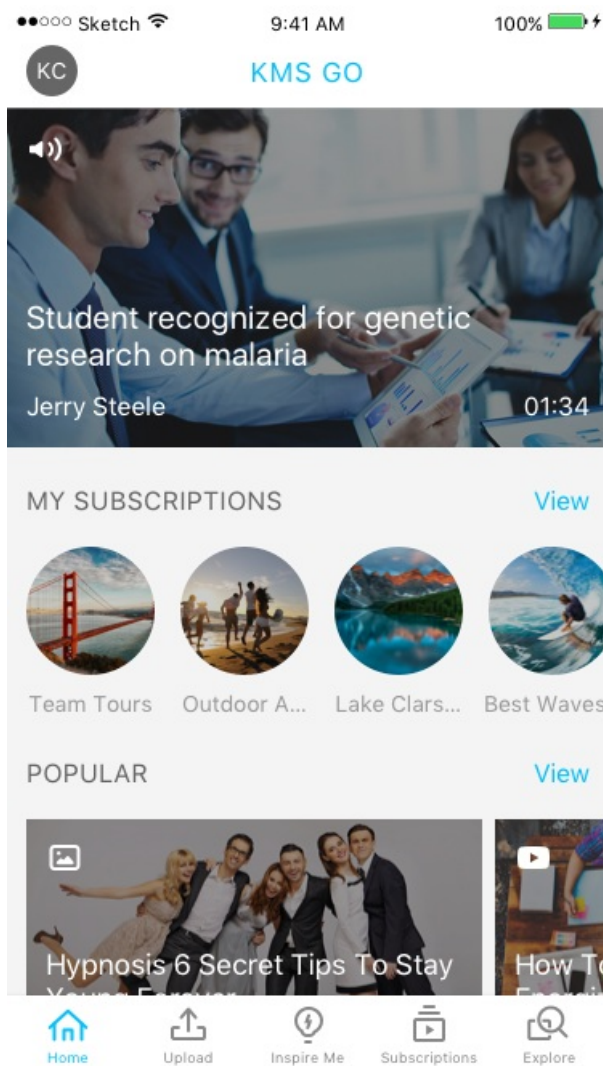 Sketch 9:41 AM 100%
KC KMS GO
Student recognized for genetic
research on malaria
Jerry Steele 01:34
MY SUBSCRIPTIONS View
Team Tours Outdoor A... Lake Clars... Best Waves
POPULAR View
Hypnosis 6 Secret Tips To Stay How To
Young Forever
Home Upload Inspire Me Subscriptions Explore